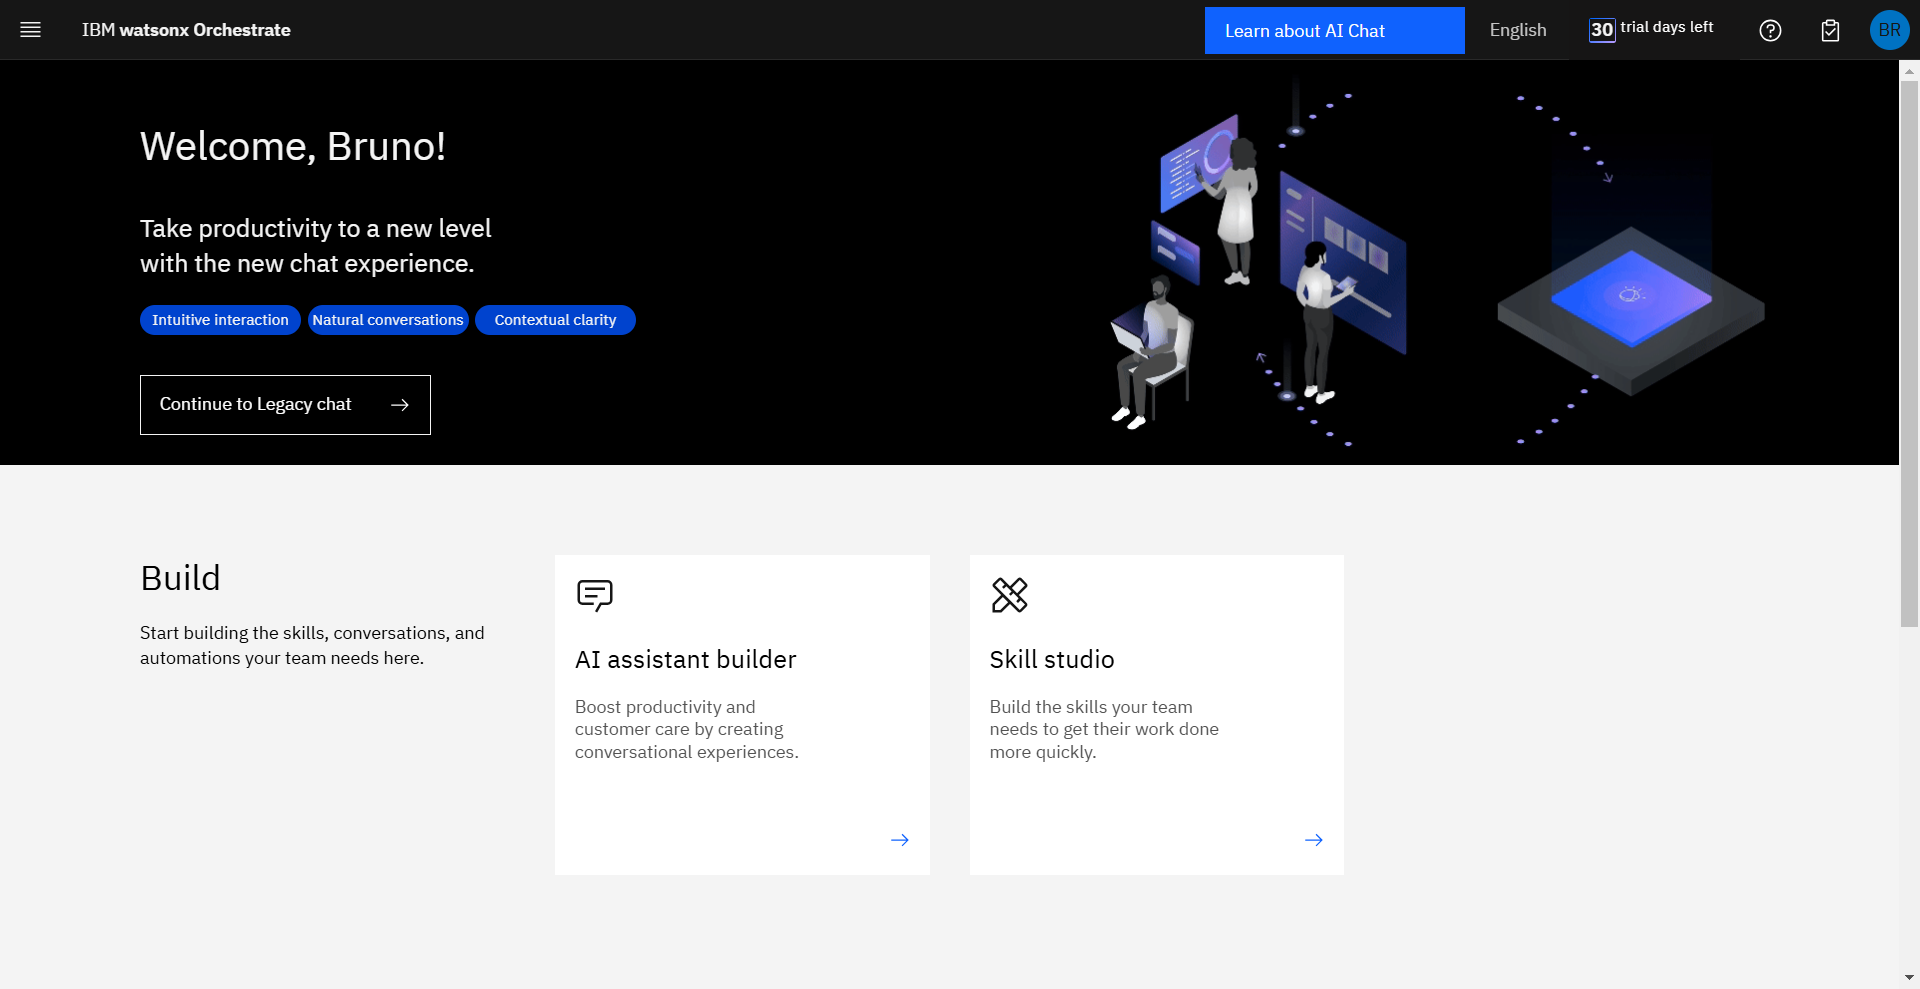 IBM watsonx Orchestrate
Learn about AI Chat
English
30 trial days left
BR
Welcome, Bruno!
Take productivity to a new level
with the new chat experience.
Intuitive interaction
Natural conversations
Contextual clarity
Continue to Legacy chat
Build
Start building the skills, conversations, and
automations your team needs here.
AI assistant builder
Boost productivity and
customer care by creating
conversational experiences.
Skill studio
Build the skills your team
needs to get their work done
more quickly.